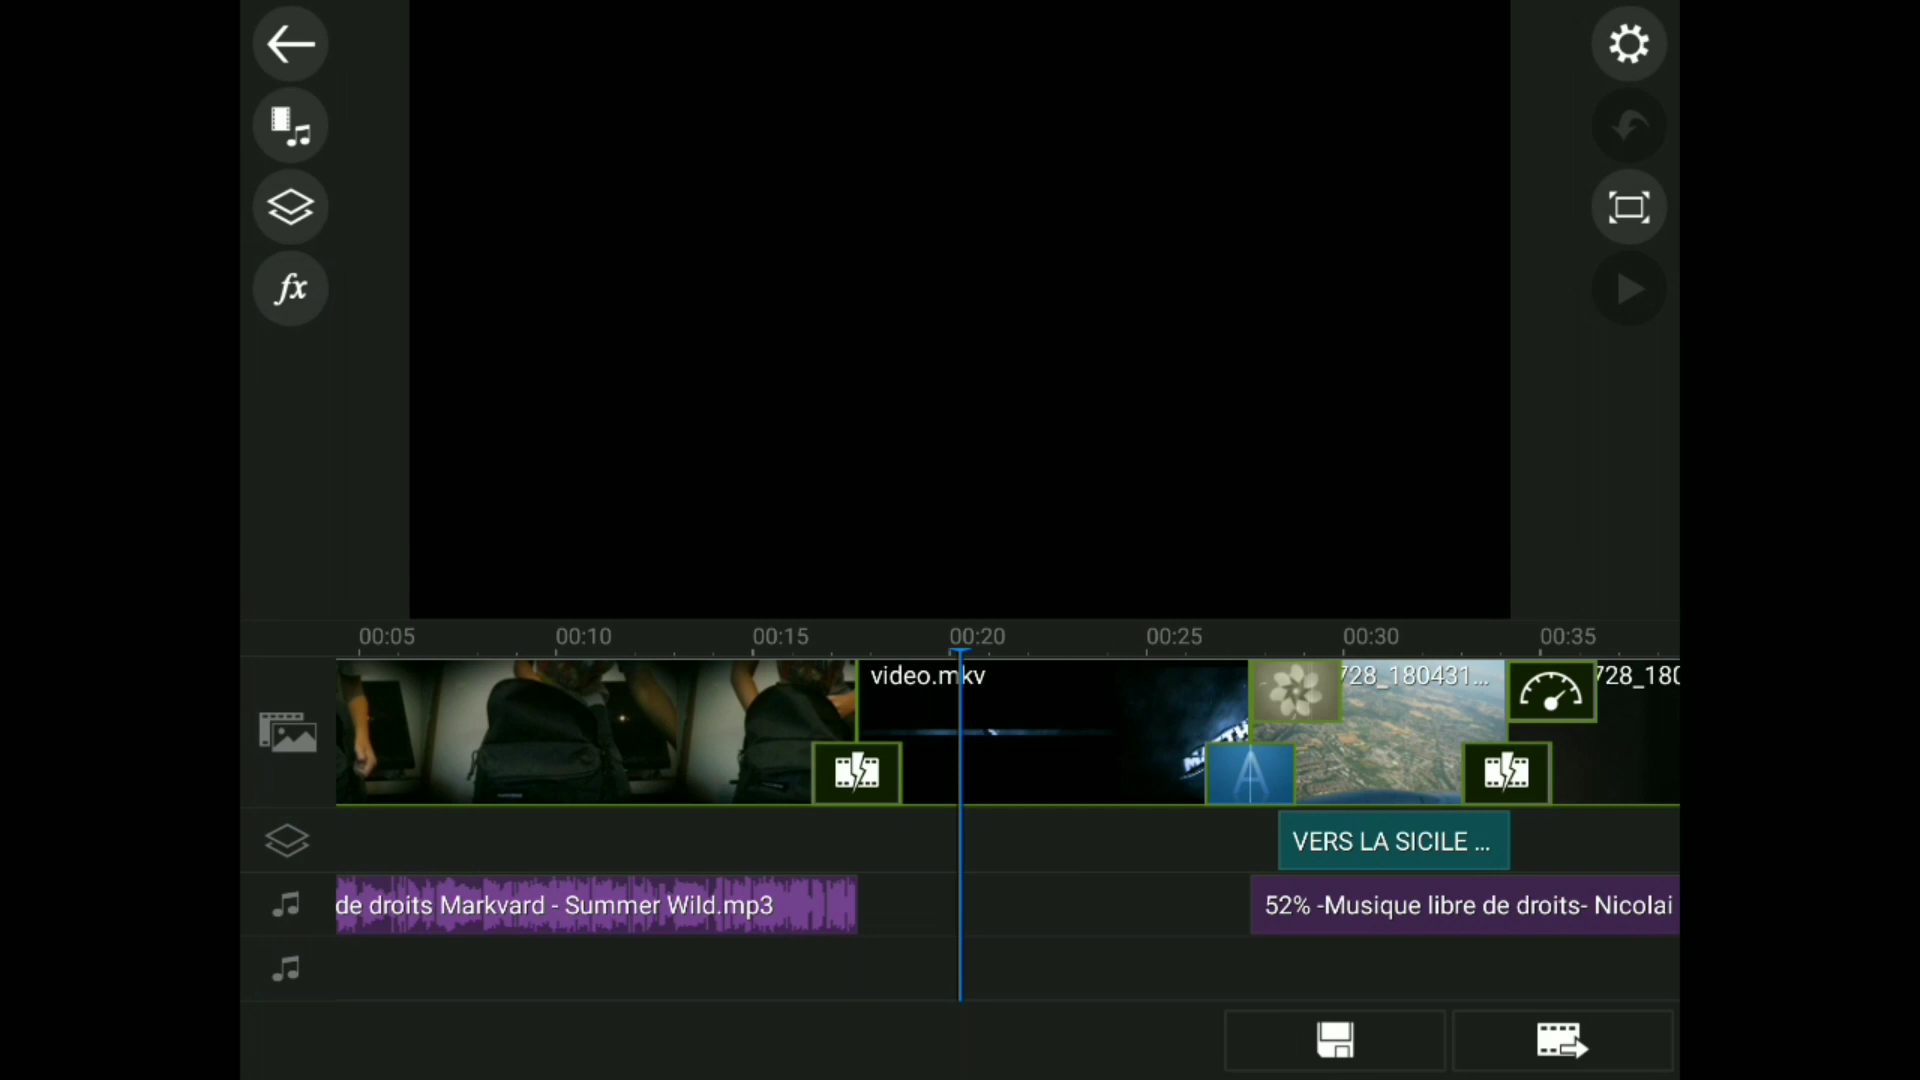 fx
00:05 00:10 00:15 00:20 00:25 00:30 00:35
video.mkv 728_180431... 728_180
VERS LA SICILE ...
de droits Markvard - Summer Wild.mp3 52% -Musique libre de droits- Nicolai